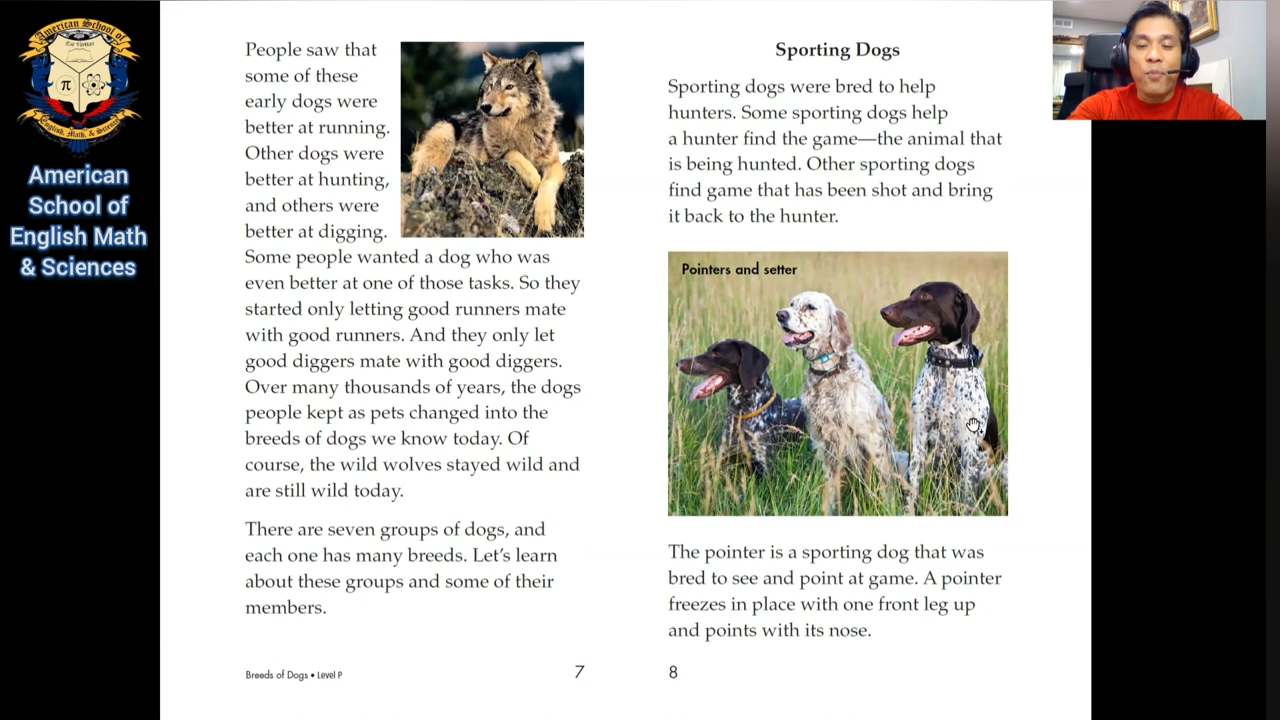 American School of
English, Math, & Sciences
American
School of
English Math
& Sciences
People saw that
some of these
early dogs were
better at running.
Other dogs were
better at hunting,
and others were
better at digging.
Some people wanted a dog who was
even better at one of those tasks. So they
started only letting good runners mate
with good runners. And they only let
good diggers mate with good diggers.
Over many thousands of years, the dogs
people kept as pets changed into the
breeds of dogs we know today. Of
course, the wild wolves stayed wild and
are still wild today.
There are seven groups of dogs, and
each one has many breeds. Let’s learn
about these groups and some of their
members.
Breeds of Dogs • Level P
7
Sporting Dogs
Sporting dogs were bred to help
hunters. Some sporting dogs help
a hunter find the game—the animal that
is being hunted. Other sporting dogs
find game that has been shot and bring
it back to the hunter.
Pointers and setter
The pointer is a sporting dog that was
bred to see and point at game. A pointer
freezes in place with one front leg up
and points with its nose.
8